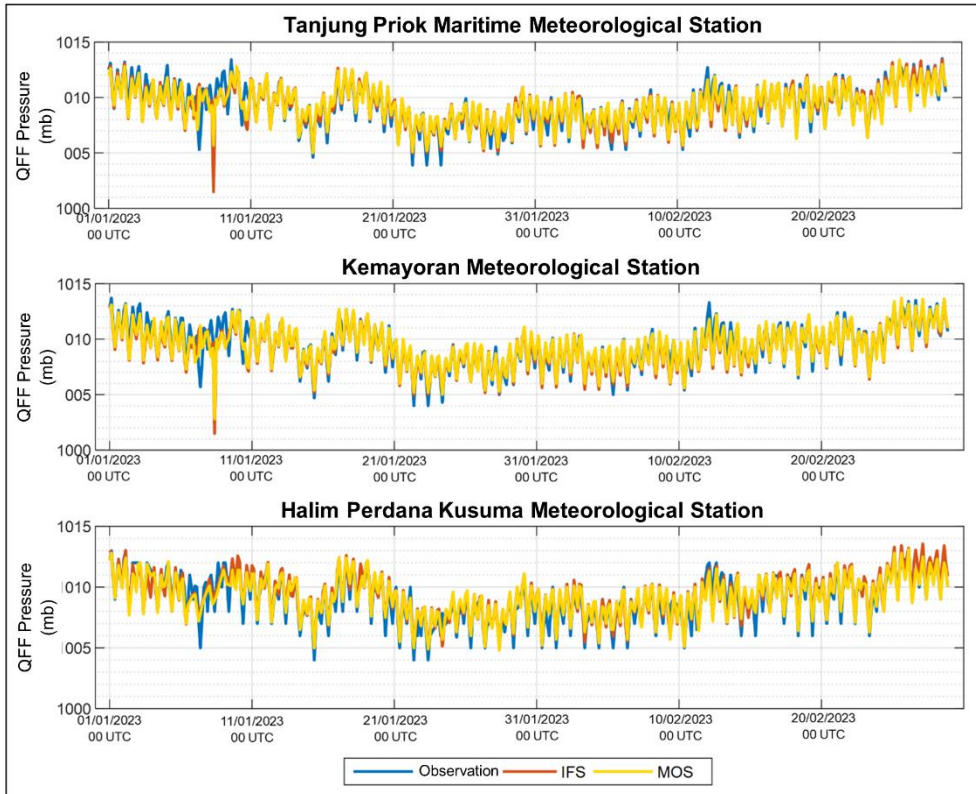 Tanjung Priok Maritime Meteorological Station
QFF Pressure
(mb)
1015
010
005
1000
01/01/2023 11/01/2023 21/01/2023 31/01/2023 10/02/2023 20/02/2023
00 UTC 00 UTC 00 UTC 00 UTC 00 UTC 00 UTC
Kemayoran Meteorological Station
QFF Pressure
(mb)
1015
010
005
1000
01/01/2023 11/01/2023 21/01/2023 31/01/2023 10/02/2023 20/02/2023
00 UTC 00 UTC 00 UTC 00 UTC 00 UTC 00 UTC
Halim Perdana Kusuma Meteorological Station
QFF Pressure
(mb)
1015
010
005
1000
01/01/2023 11/01/2023 21/01/2023 31/01/2023 10/02/2023 20/02/2023
00 UTC 00 UTC 00 UTC 00 UTC 00 UTC 00 UTC
Observation IFS MOS